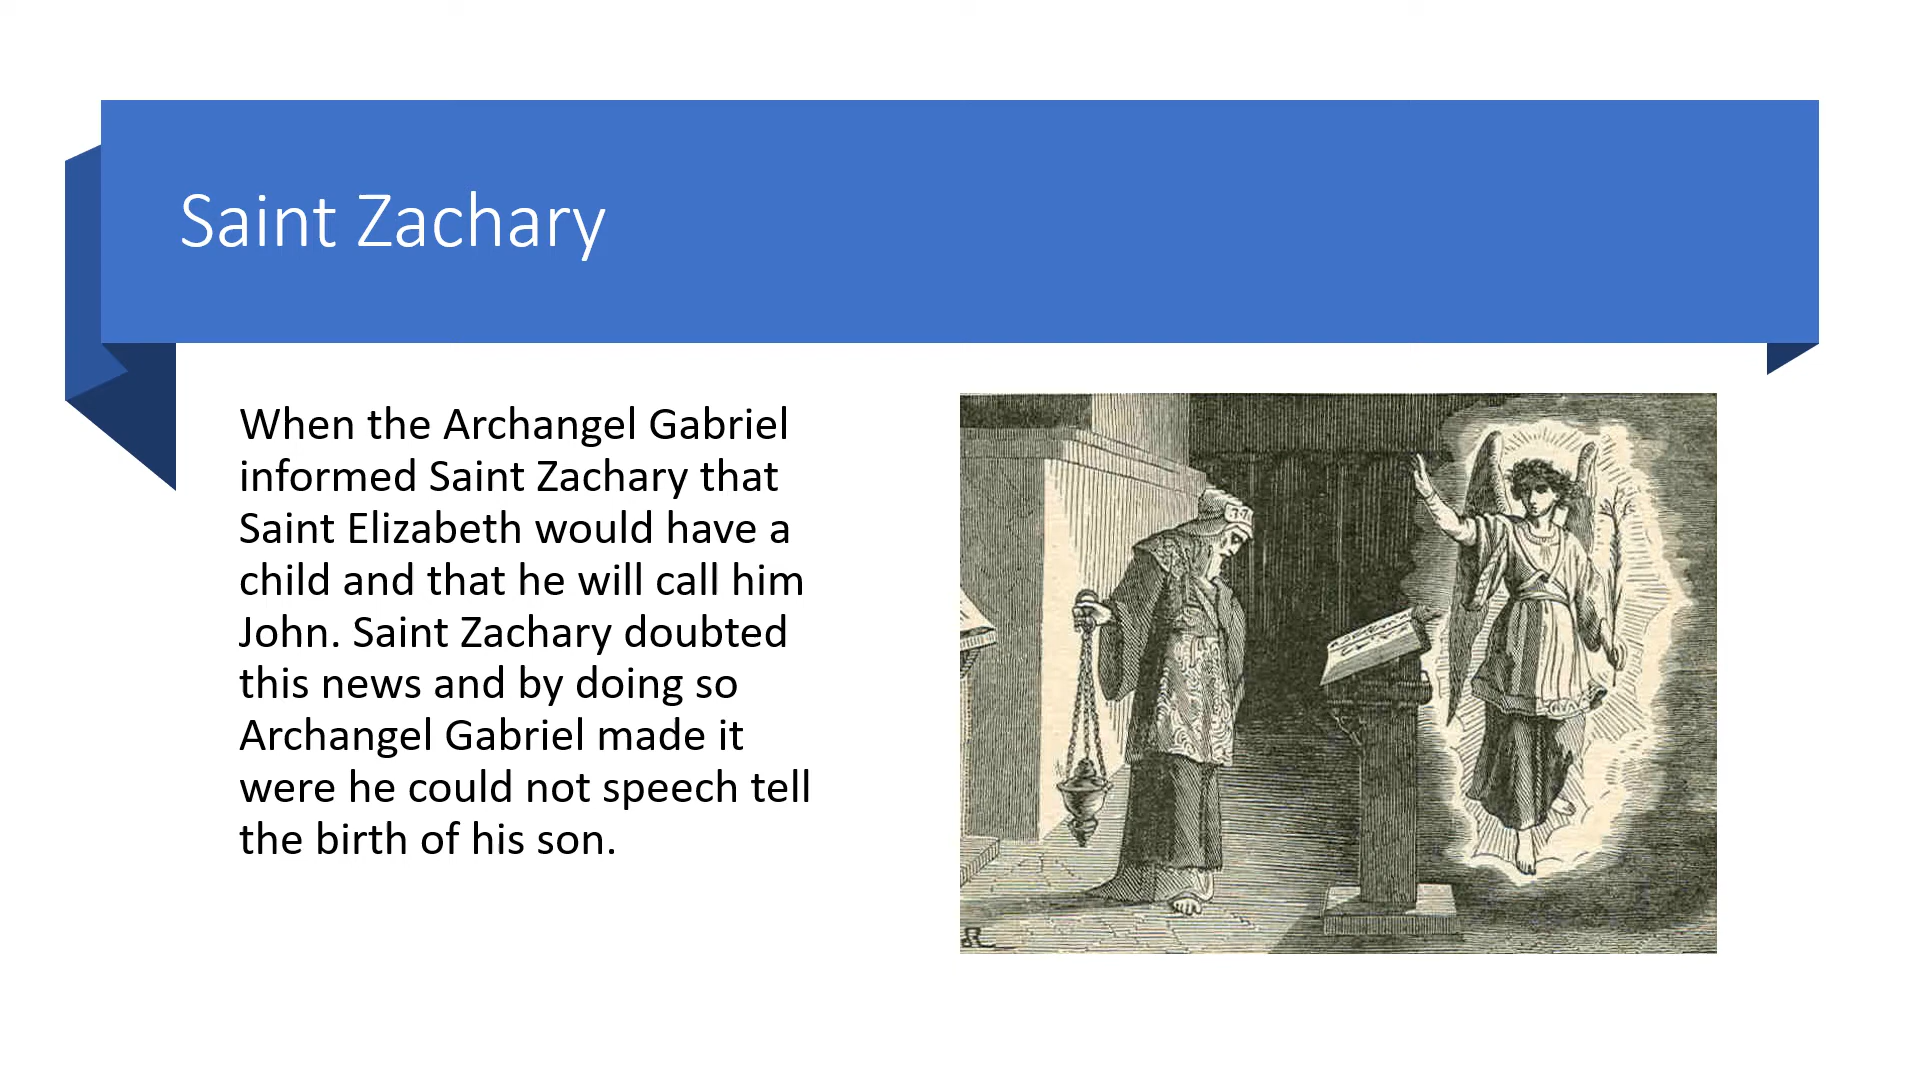 Saint Zachary
When the Archangel Gabriel
informed Saint Zachary that
Saint Elizabeth would have a
child and that he will call him
John. Saint Zachary doubted
this news and by doing so
Archangel Gabriel made it
were he could not speech tell
the birth of his son.